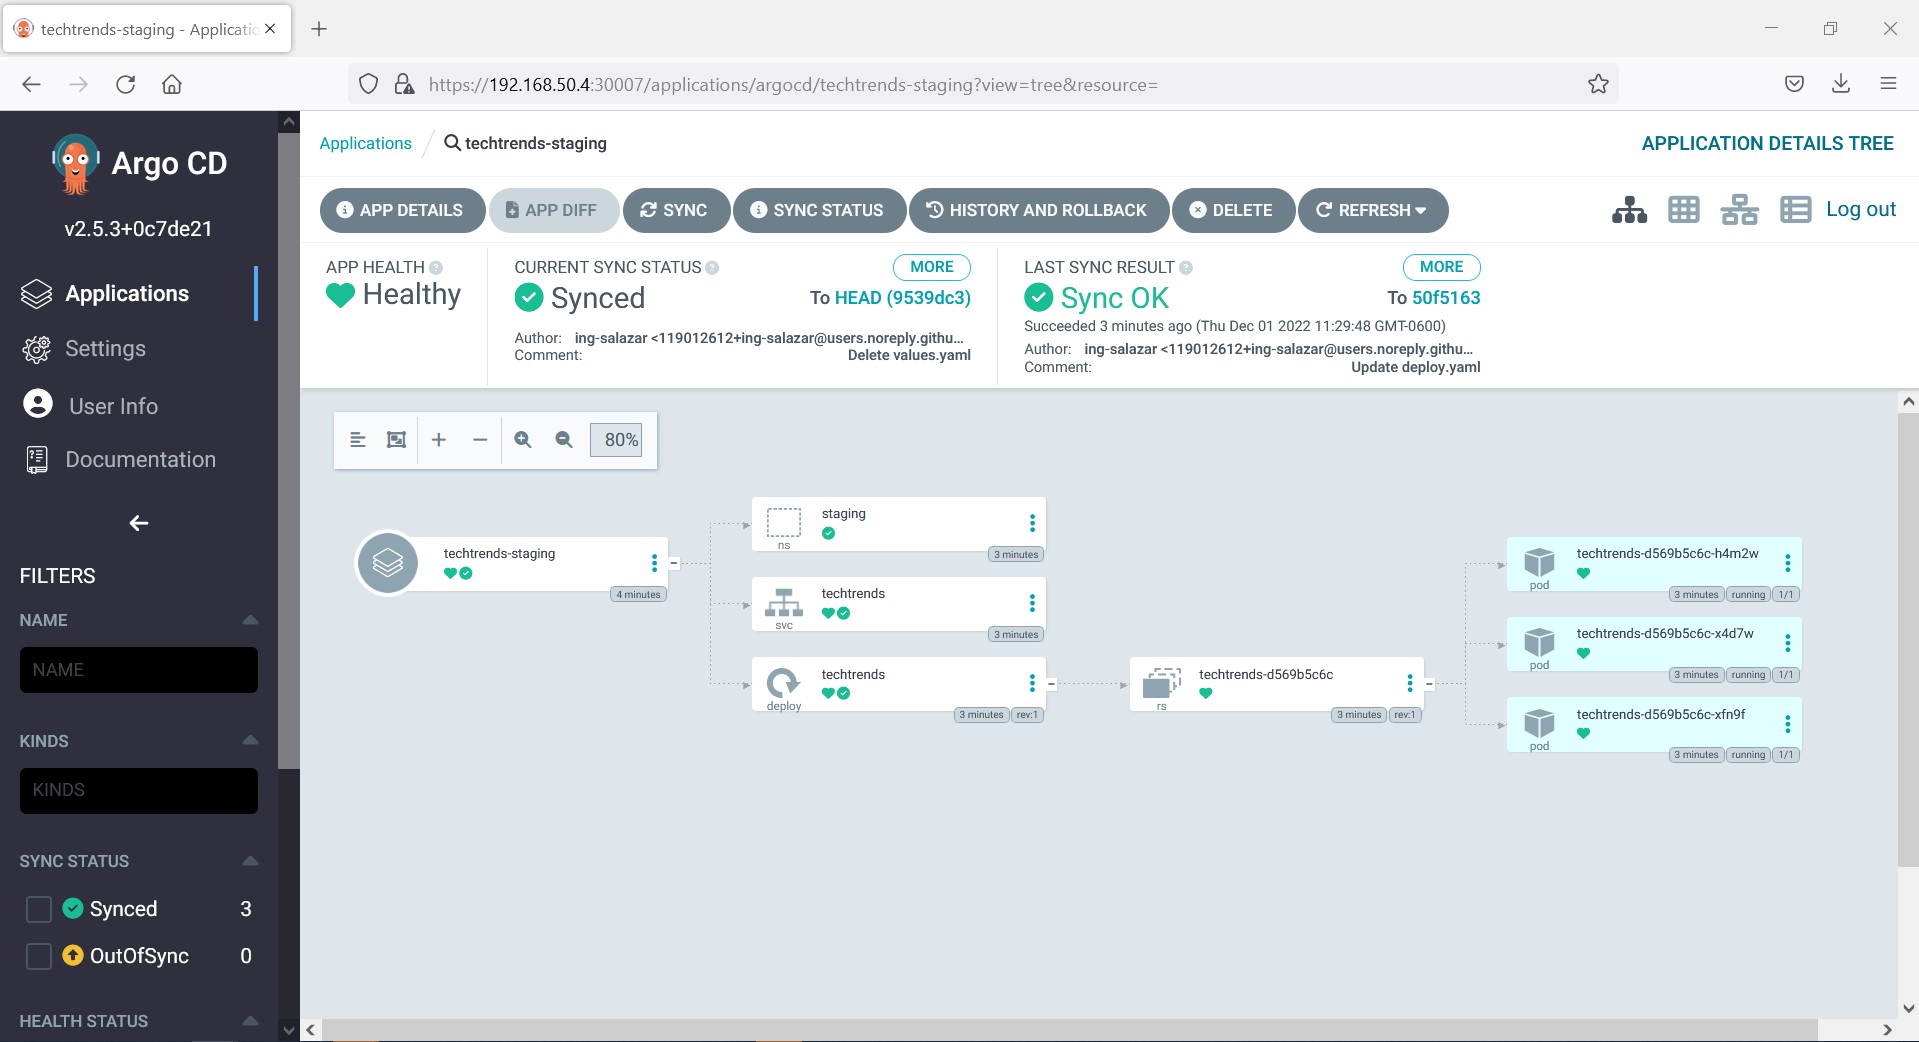 techtrends-staging - Applicatio
https://192.168.50.4:30007/applications/argocd/techtrends-staging?view=tree&resource=
Argo CD
v2.5.3+0c7de21
Applications
Settings
User Info
Documentation
FILTERS
NAME
NAME
KINDS
KINDS
SYNC STATUS
Synced 3
OutOfSync 0
HEALTH STATUS
Applications / techtrends-staging
APPLICATION DETAILS TREE
APP DETAILS APP DIFF SYNC SYNC STATUS HISTORY AND ROLLBACK DELETE REFRESH
Log out
APP HEALTH ?
Healthy
CURRENT SYNC STATUS ? MORE
Synced To HEAD (9539dc3)
Author: ing-salazar <119012612+ing-salazar@users.noreply.githu...
Comment: Delete values.yaml
LAST SYNC RESULT ? MORE
Sync OK To 50f5163
Succeeded 3 minutes ago (Thu Dec 01 2022 11:29:48 GMT-0600)
Author: ing-salazar <119012612+ing-salazar@users.noreply.githu...
Comment: Update deploy.yaml
80%
techtrends-staging
4 minutes
staging
ns
3 minutes
techtrends
svc
3 minutes
techtrends
deploy
3 minutes rev:1
techtrends-d569b5c6c
rs
3 minutes rev:1
techtrends-d569b5c6c-h4m2w
pod
3 minutes running 1/1
techtrends-d569b5c6c-x4d7w
pod
3 minutes running 1/1
techtrends-d569b5c6c-xfn9f
pod
3 minutes running 1/1